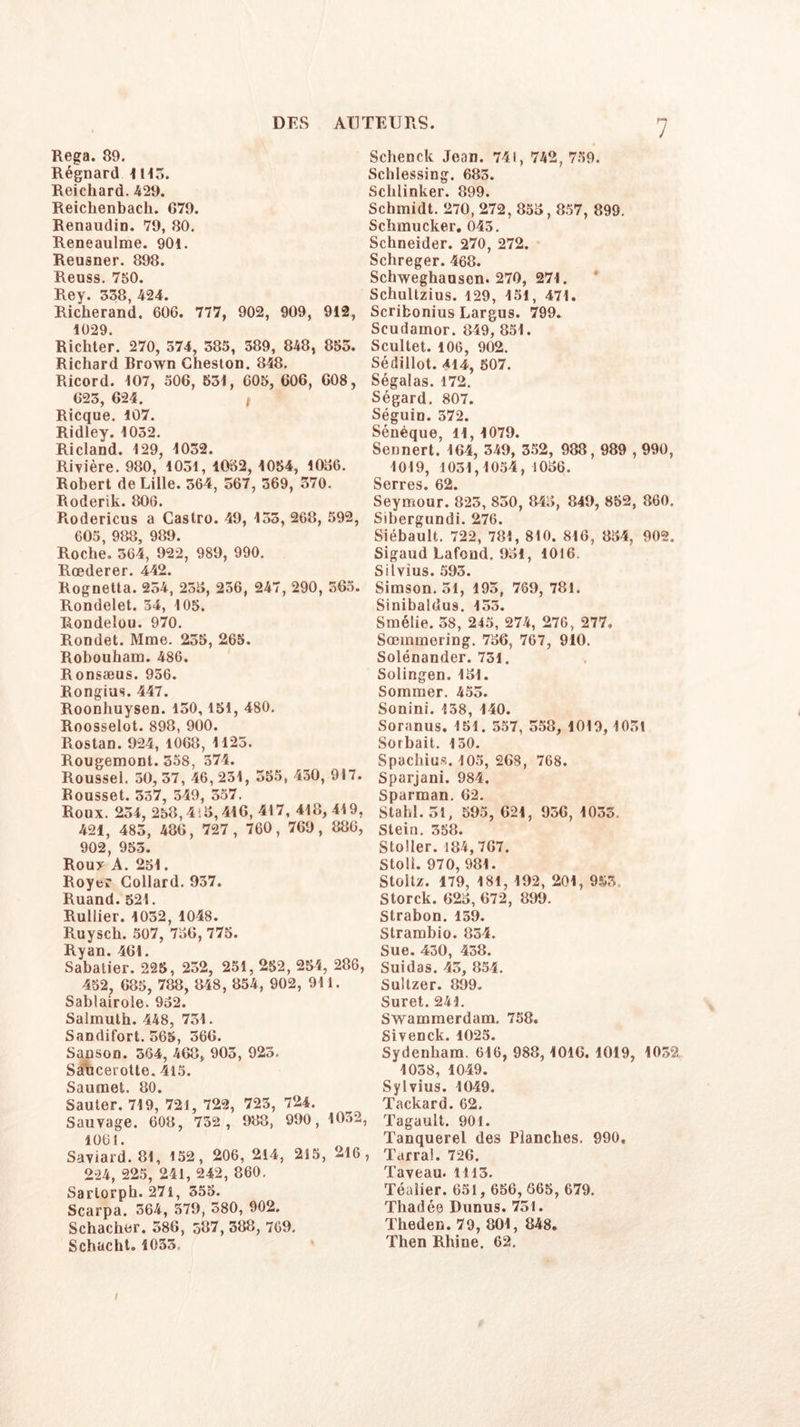 DES AUTEURS.
7
Rega. 89.
Régnard 1113.
Reichard. 429.
Reichenbach. 679.
Renaudin. 79, 80.
Reneaulme. 901.
Reusner. 898.
Reuss. 750.
Rey. 338, 424.
Richerand. 606. 777, 902, 909, 912,
1029.
Richter. 270, 374, 385, 389, 848, 853.
Richard Brown Cheston. 848.
Ricord. 107, 506, 531, 605, 606, 608,
623, 624.
Ricque. 107.
Ridley. 1032.
Ricland. 129, 1032.
Rivière. 980, 1031, 1032, 1054, 1056.
Robert de Lille. 364, 367, 369, 370.
Roderik. 806.
Rodericus a Castro. 49, 133, 268, 592,
605, 988, 989.
Roche. 364, 922, 989, 990.
Rœderer. 442.
Rognetta. 234, 235, 236, 247, 290, 365.
Rondelet. 34, 105.
Rondelou. 970.
Rondet. Mme. 235, 265.
Robouham. 486.
Ronsæus. 936.
Rongius. 447.
Roonhuysen. 130, 151, 480.
Roosselot. 898, 900.
Rostan. 924, 1068, 1123.
Rougemont. 358, 374.
Roussel. 30, 37, 46, 231, 355, 430, 917.
Rousset. 337, 349, 357.
Roux. 234, 258, 415, 416, 417, 418, 419,
421, 483, 486, 727, 760, 769, 886,
902, 953.
Roux A. 251.
Royer Collard. 937.
Ruand. 521.
Rullier. 1032, 1048.
Ruysch. 507, 756, 775.
Ryan. 461.
Sabatier. 225, 232, 251, 252, 254, 286,
452, 685, 788, 848, 854, 902, 911.
Sablairole. 952.
Salmuth. 448, 731.
Sandifort. 365, 366.
Sanson. 364, 468, 903, 923.
Saucerotte. 415.
Saumet. 80.
Sauter. 719, 721, 722, 723, 724.
Sauvage. 608, 732, 988, 990, 1032,
1061.
Saviard. 81, 152, 206, 214, 215, 216,
224, 225, 241, 242, 860.
Sartorph. 271, 355.
Scarpa. 364, 379, 380, 902.
Schacher. 386, 387, 388, 769.
Schacht. 1033.
Schenck Jean. 741, 742, 759.
Schlessing. 683.
Schlinker. 899.
Schmidt. 270, 272, 855, 857, 899.
Schmucker. 043.
Schneider. 270, 272.
Schreger. 468.
Schweghausen. 270, 271.
Schultzius. 129, 151, 471.
Scribonius Largus. 799.
Scudamor. 849, 851.
Scultet. 106, 902.
Sédillot. 414, 507.
Ségalas. 172.
Ségard. 807.
Séguin. 372.
Sénèque, 11, 1079.
Sennert. 164, 349, 352, 988, 989 , 990,
1019, 1031, 1054, 1056.
Serres. 62.
Seymour. 823, 830, 845, 849, 852, 860.
Sibergundi. 276.
Siébault. 722, 781, 810. 816, 854, 902.
Sigaud Lafond. 951, 1016.
Silvius. 593.
Simson. 31, 193, 769, 781.
Sinibaldus. 133.
Smélie. 38, 245, 274, 276, 277.
Sœmmering. 756, 767, 910.
Solénander. 731.
Solingen. 151.
Sommer. 453.
Sonini. 138, 140.
Soranus. 151. 357, 358, 1019, 1031
Sorbait. 130.
Spachius. 105, 268, 768.
Sparjani. 984.
Sparman. 62.
Stahl. 31, 595, 621, 936, 1033.
Stein. 358.
Stoller. 184, 767.
Stoll. 970, 981.
Stoltz. 179, 181, 192, 201, 953.
Storck. 625, 672, 899.
Strabon. 139.
Strambio. 834.
Sue. 430, 438.
Suidas. 43, 854.
Sultzer. 899.
Suret. 241.
Swammerdam. 758.
Sivenck. 1025.
Sydenham. 616, 988, 1016. 1019, 1032
1038, 1049.
Sylvius. 1049.
Tackard. 62.
Tagault. 901.
Tanquerel des Planches. 990.
Tarral. 726.
Taveau. 1113.
Téalier. 651, 656, 665, 679.
Thadée Dunus. 731.
Theden. 79, 801, 848.
Then Rhine. 62.